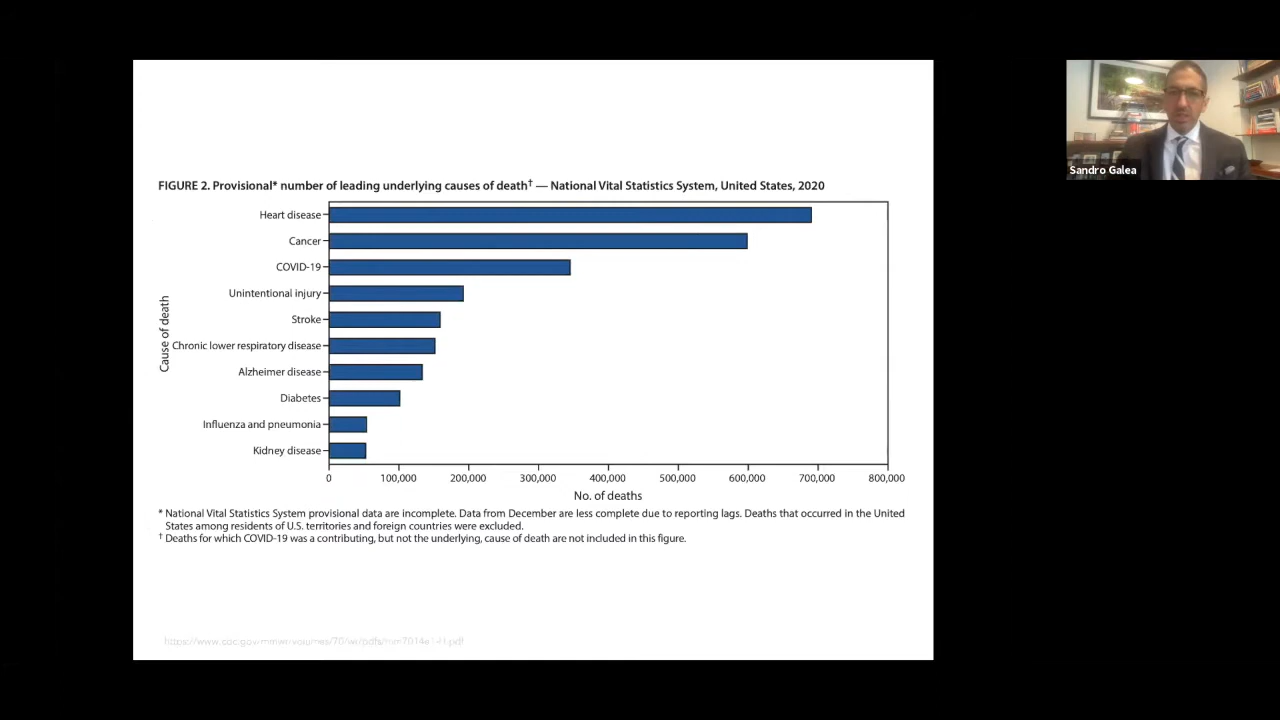 FIGURE 2. Provisional* number of leading underlying causes of death† — National Vital Statistics System, United States, 2020
Heart disease
Cancer
COVID-19
Unintentional injury
Stroke
Chronic lower respiratory disease
Alzheimer disease
Diabetes
Influenza and pneumonia
Kidney disease
Cause of death
0 100,000 200,000 300,000 400,000 500,000 600,000 700,000 800,000
No. of deaths
* National Vital Statistics System provisional data are incomplete. Data from December are less complete due to reporting lags. Deaths that occurred in the United
States among residents of U.S. territories and foreign countries were excluded.
† Deaths for which COVID-19 was a contributing, but not the underlying, cause of death are not included in this figure.
Sandro Galea